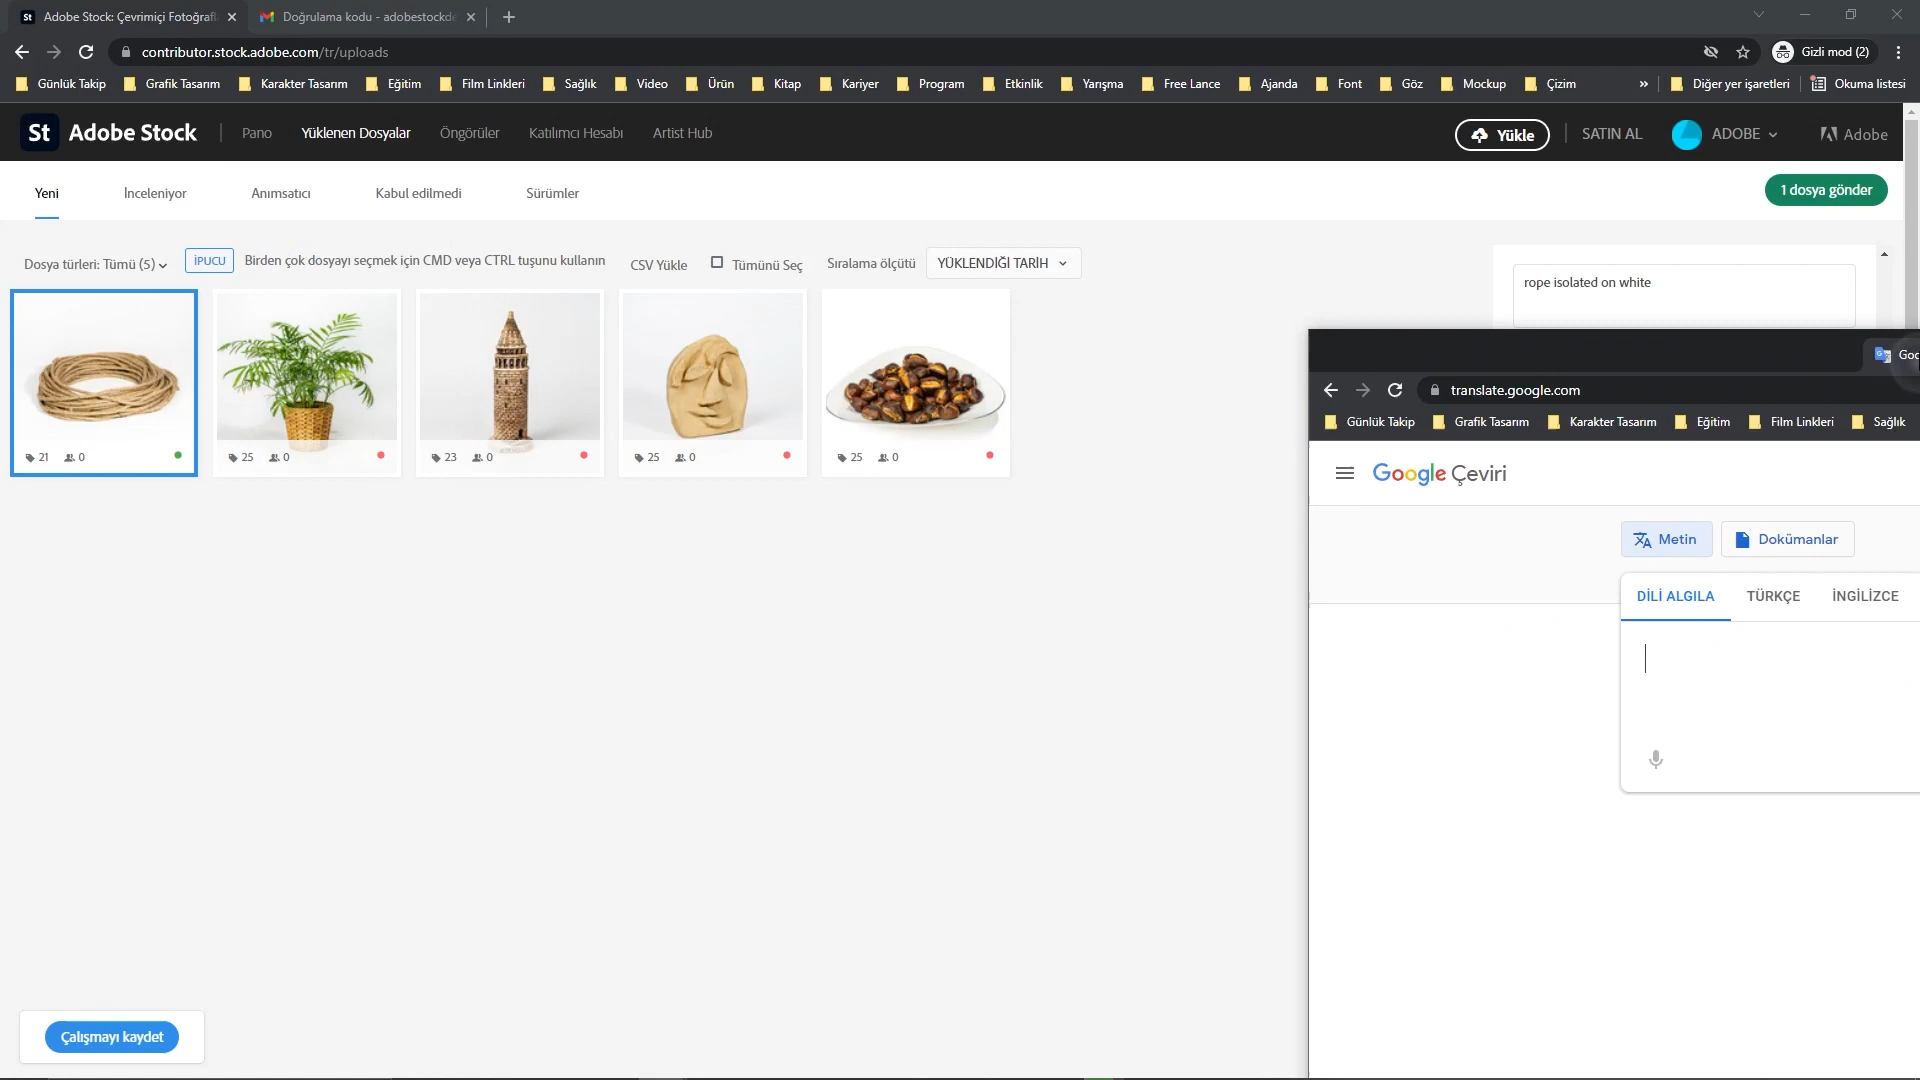 St Adobe Stock: Çevrimiçi Fotoğrafl
Doğrulama kodu - adobestockde
contributor.stock.adobe.com/tr/uploads
Gizli mod (2)
Günlük Takip Grafik Tasarım Karakter Tasarım Eğitim Film Linkleri Sağlık Video Ürün Kitap Kariyer Program Etkinlik Yarışma Free Lance Ajanda Font Göz Mockup Çizim » Diğer yer işaretleri Okuma listesi
St Adobe Stock Pano Yüklenen Dosyalar Öngörüler Katılımcı Hesabı Artist Hub Yükle SATIN AL ADOBE Adobe
Yeni İnceleniyor Anımsatıcı Kabul edilmedi Sürümler 1 dosya gönder
Dosya türleri: Tümü (5) İPUCU Birden çok dosyayı seçmek için CMD veya CTRL tuşunu kullanın CSV Yükle Tümünü Seç Sıralama ölçütü YÜKLENDİĞİ TARİH
rope isolated on white
21 0
25 0
23 0
25 0
25 0
Goo
translate.google.com
Günlük Takip Grafik Tasarım Karakter Tasarım Eğitim Film Linkleri Sağlık
Google Çeviri
Metin Dokümanlar
DİLİ ALGILA TÜRKÇE İNGİLİZCE
Çalışmayı kaydet